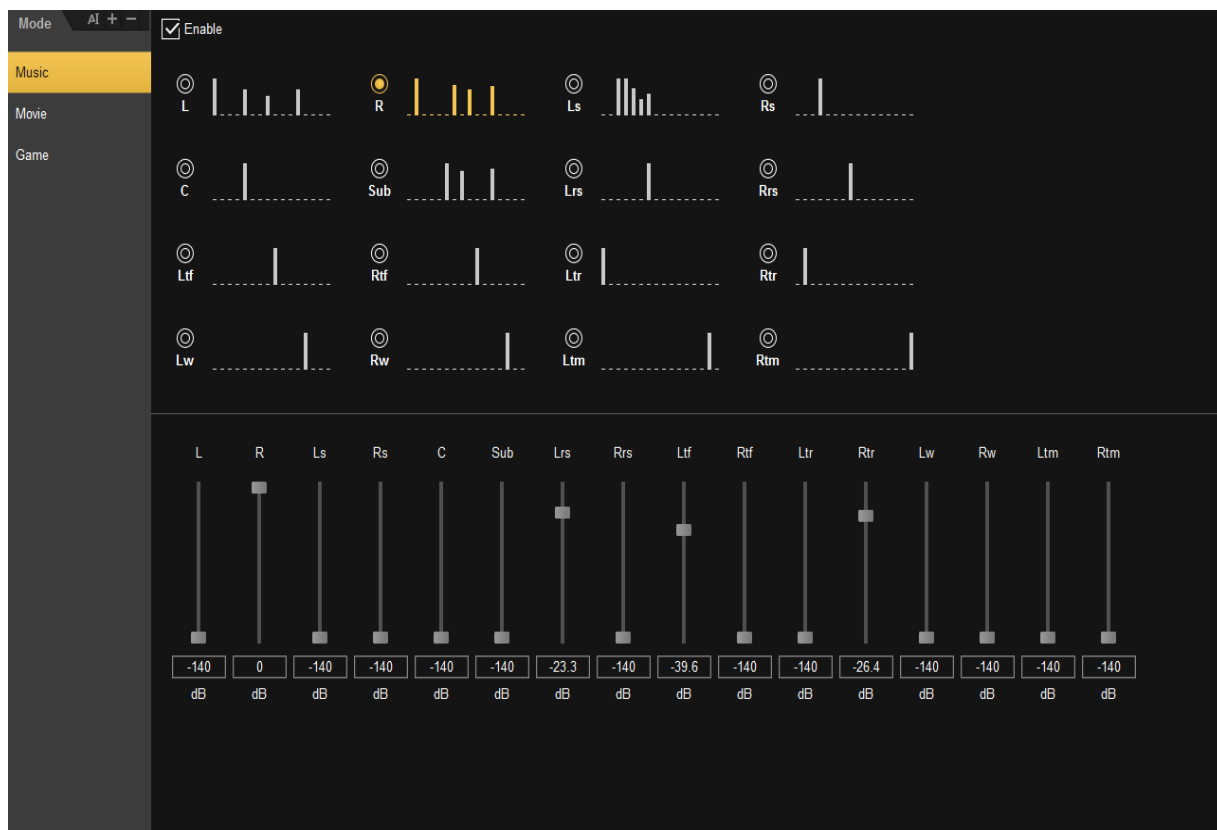 Mode AI + −
Enable
Music
Movie
Game
L R Ls Rs
C Sub Lrs Rrs
Ltf Rtf Ltr Rtr
Lw Rw Ltm Rtm
L R Ls Rs C Sub Lrs Rrs Ltf Rtf Ltr Rtr Lw Rw Ltm Rtm
-140 0 -140 -140 -140 -140 -23.3 -140 -39.6 -140 -140 -26.4 -140 -140 -140 -140
dB dB dB dB dB dB dB dB dB dB dB dB dB dB dB dB